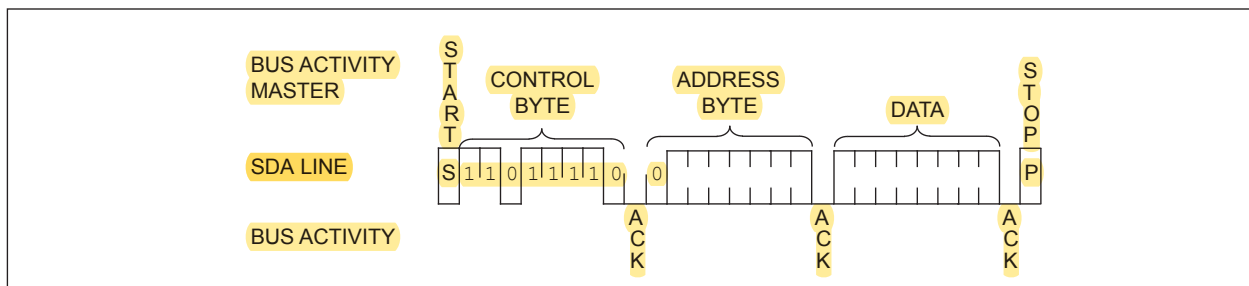 BUS ACTIVITY
MASTER
START
CONTROL
BYTE
ADDRESS
BYTE
DATA
STOP
SDA LINE
S 1 1 0 1 1 1 1 0 0 P
BUS ACTIVITY
ACK
ACK
ACK